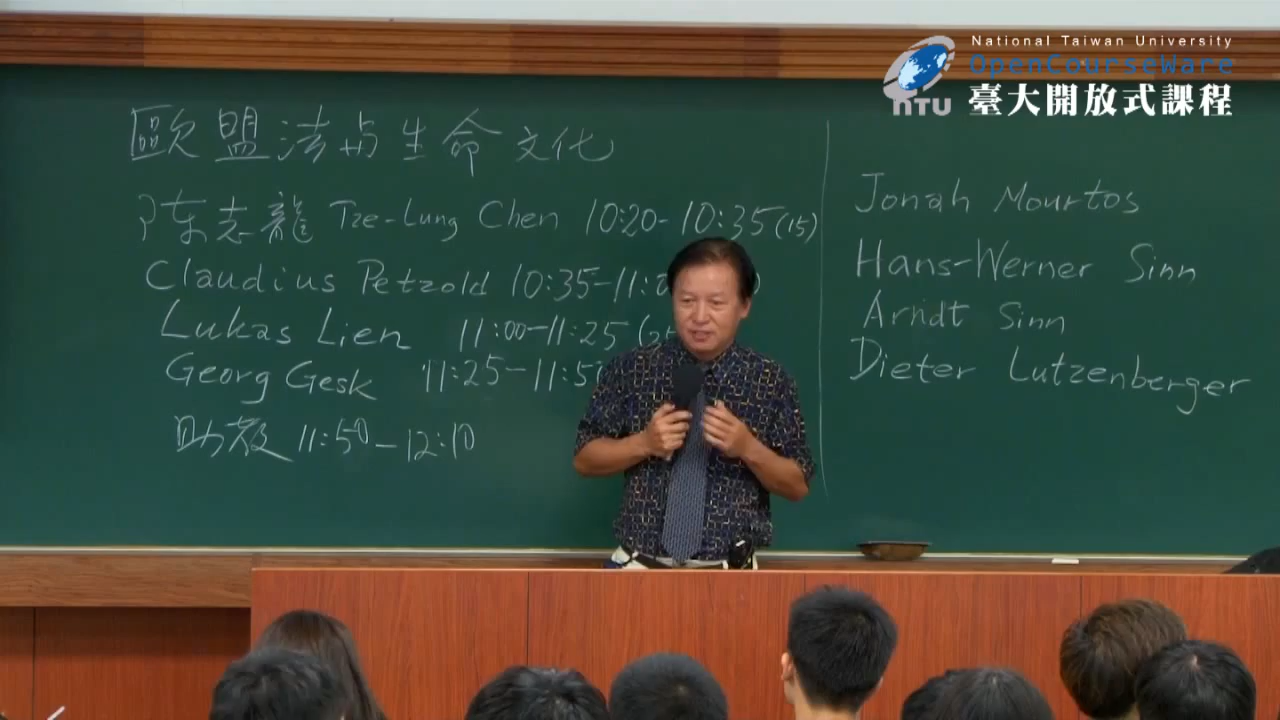 National Taiwan University
OpenCourseWare
臺大開放式課程
NTU
歐盟法与生命文化
陈志龍 Tze-Lung Chen 10:20-10:35(15)
Claudius Petzold 10:35-11:
Lukas Lien 11:00-11:25 (25
Georg Gesk 11:25-11:5
助教 11:50-12:10
Jonah Mourtos
Hans-Werner Sinn
Arndt Sinn
Dieter Lutzenberger